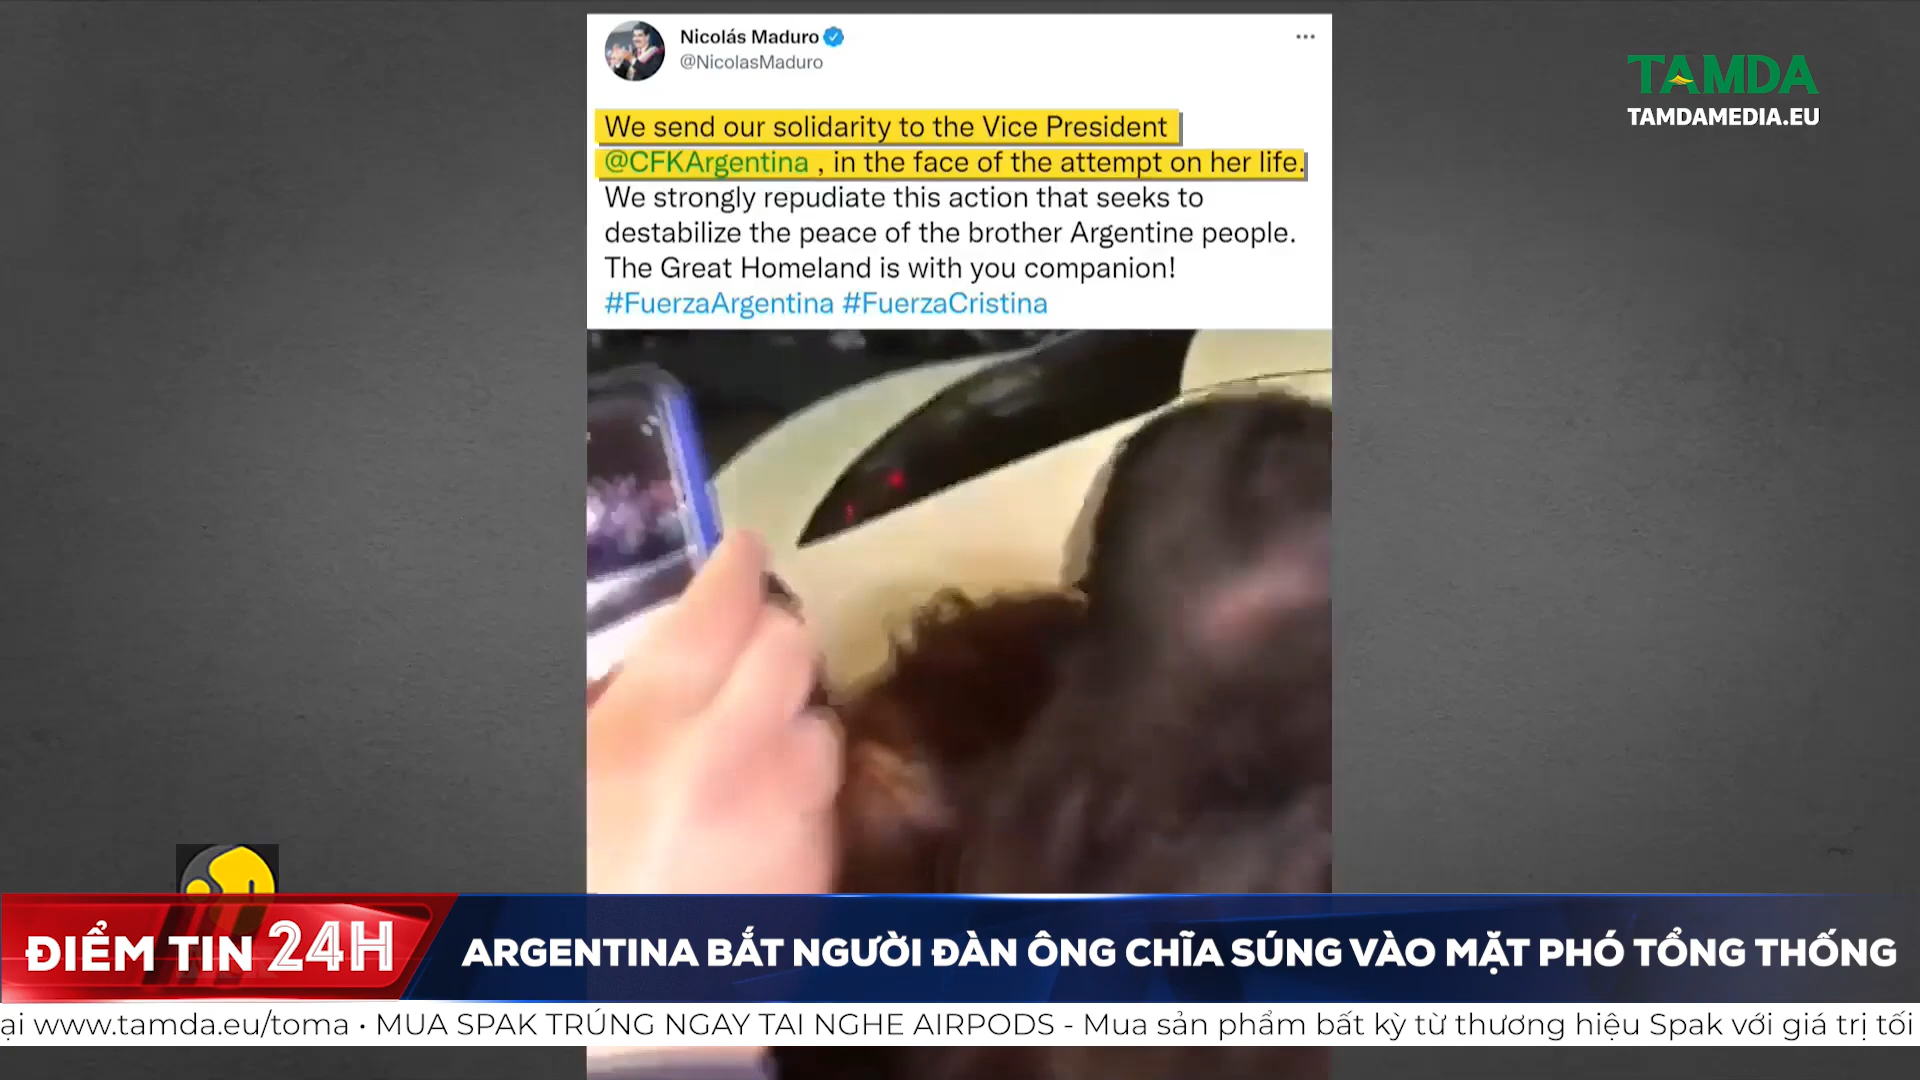 Nicolás Maduro
@NicolasMaduro
TAMDA
TAMDAMEDIA.EU
We send our solidarity to the Vice President
@CFKArgentina , in the face of the attempt on her life.
We strongly repudiate this action that seeks to
destabilize the peace of the brother Argentine people.
The Great Homeland is with you companion!
#FuerzaArgentina #FuerzaCristina
ĐIỂM TIN 24H
ARGENTINA BẮT NGƯỜI ĐÀN ÔNG CHĨA SÚNG VÀO MẶT PHÓ TỔNG THỐNG
ại www.tamda.eu/toma • MUA SPAK TRÚNG NGAY TAI NGHE AIRPODS - Mua sản phẩm bất kỳ từ thương hiệu Spak với giá trị tối